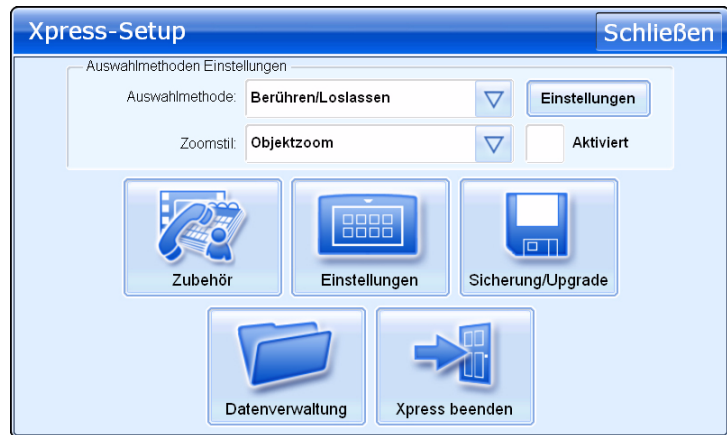 Xpress-Setup Schließen
Auswahlmethoden Einstellungen
Auswahlmethode: Berühren/Loslassen Einstellungen
Zoomstil: Objektzoom Aktiviert
Zubehör Einstellungen Sicherung/Upgrade
Datenverwaltung Xpress beenden